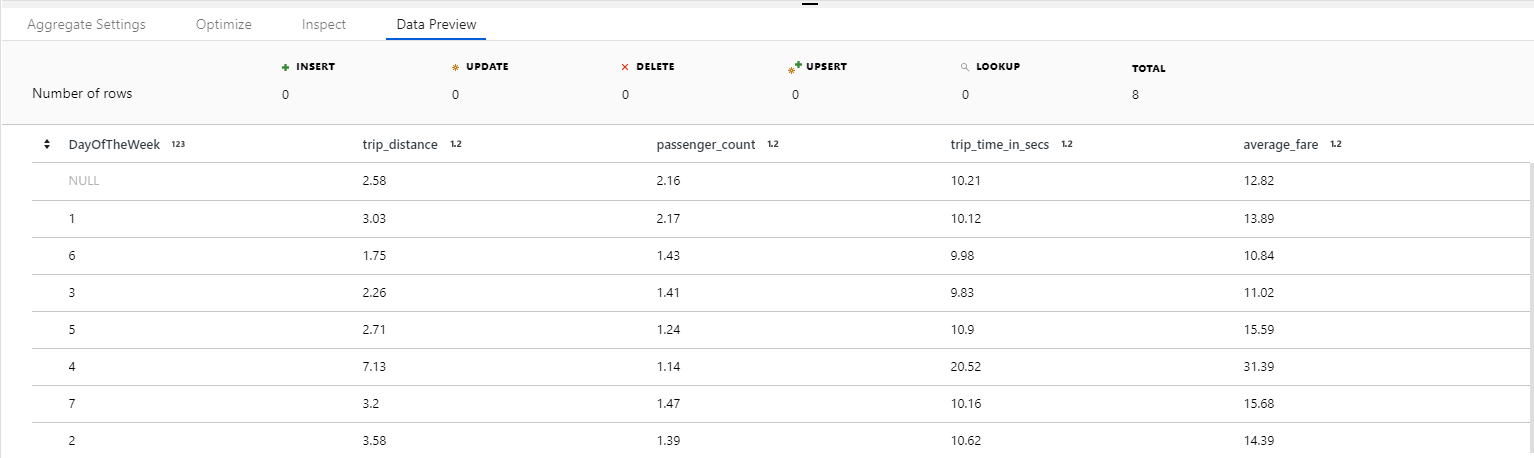 Aggregate Settings Optimize Inspect Data Preview
INSERT UPDATE DELETE UPSERT LOOKUP TOTAL
Number of rows 0 0 0 0 0 8
DayOfTheWeek 123 trip_distance 1.2 passenger_count 1.2 trip_time_in_secs 1.2 average_fare 1.2
NULL 2.58 2.16 10.21 12.82
1 3.03 2.17 10.12 13.89
6 1.75 1.43 9.98 10.84
3 2.26 1.41 9.83 11.02
5 2.71 1.24 10.9 15.59
4 7.13 1.14 20.52 31.39
7 3.2 1.47 10.16 15.68
2 3.58 1.39 10.62 14.39